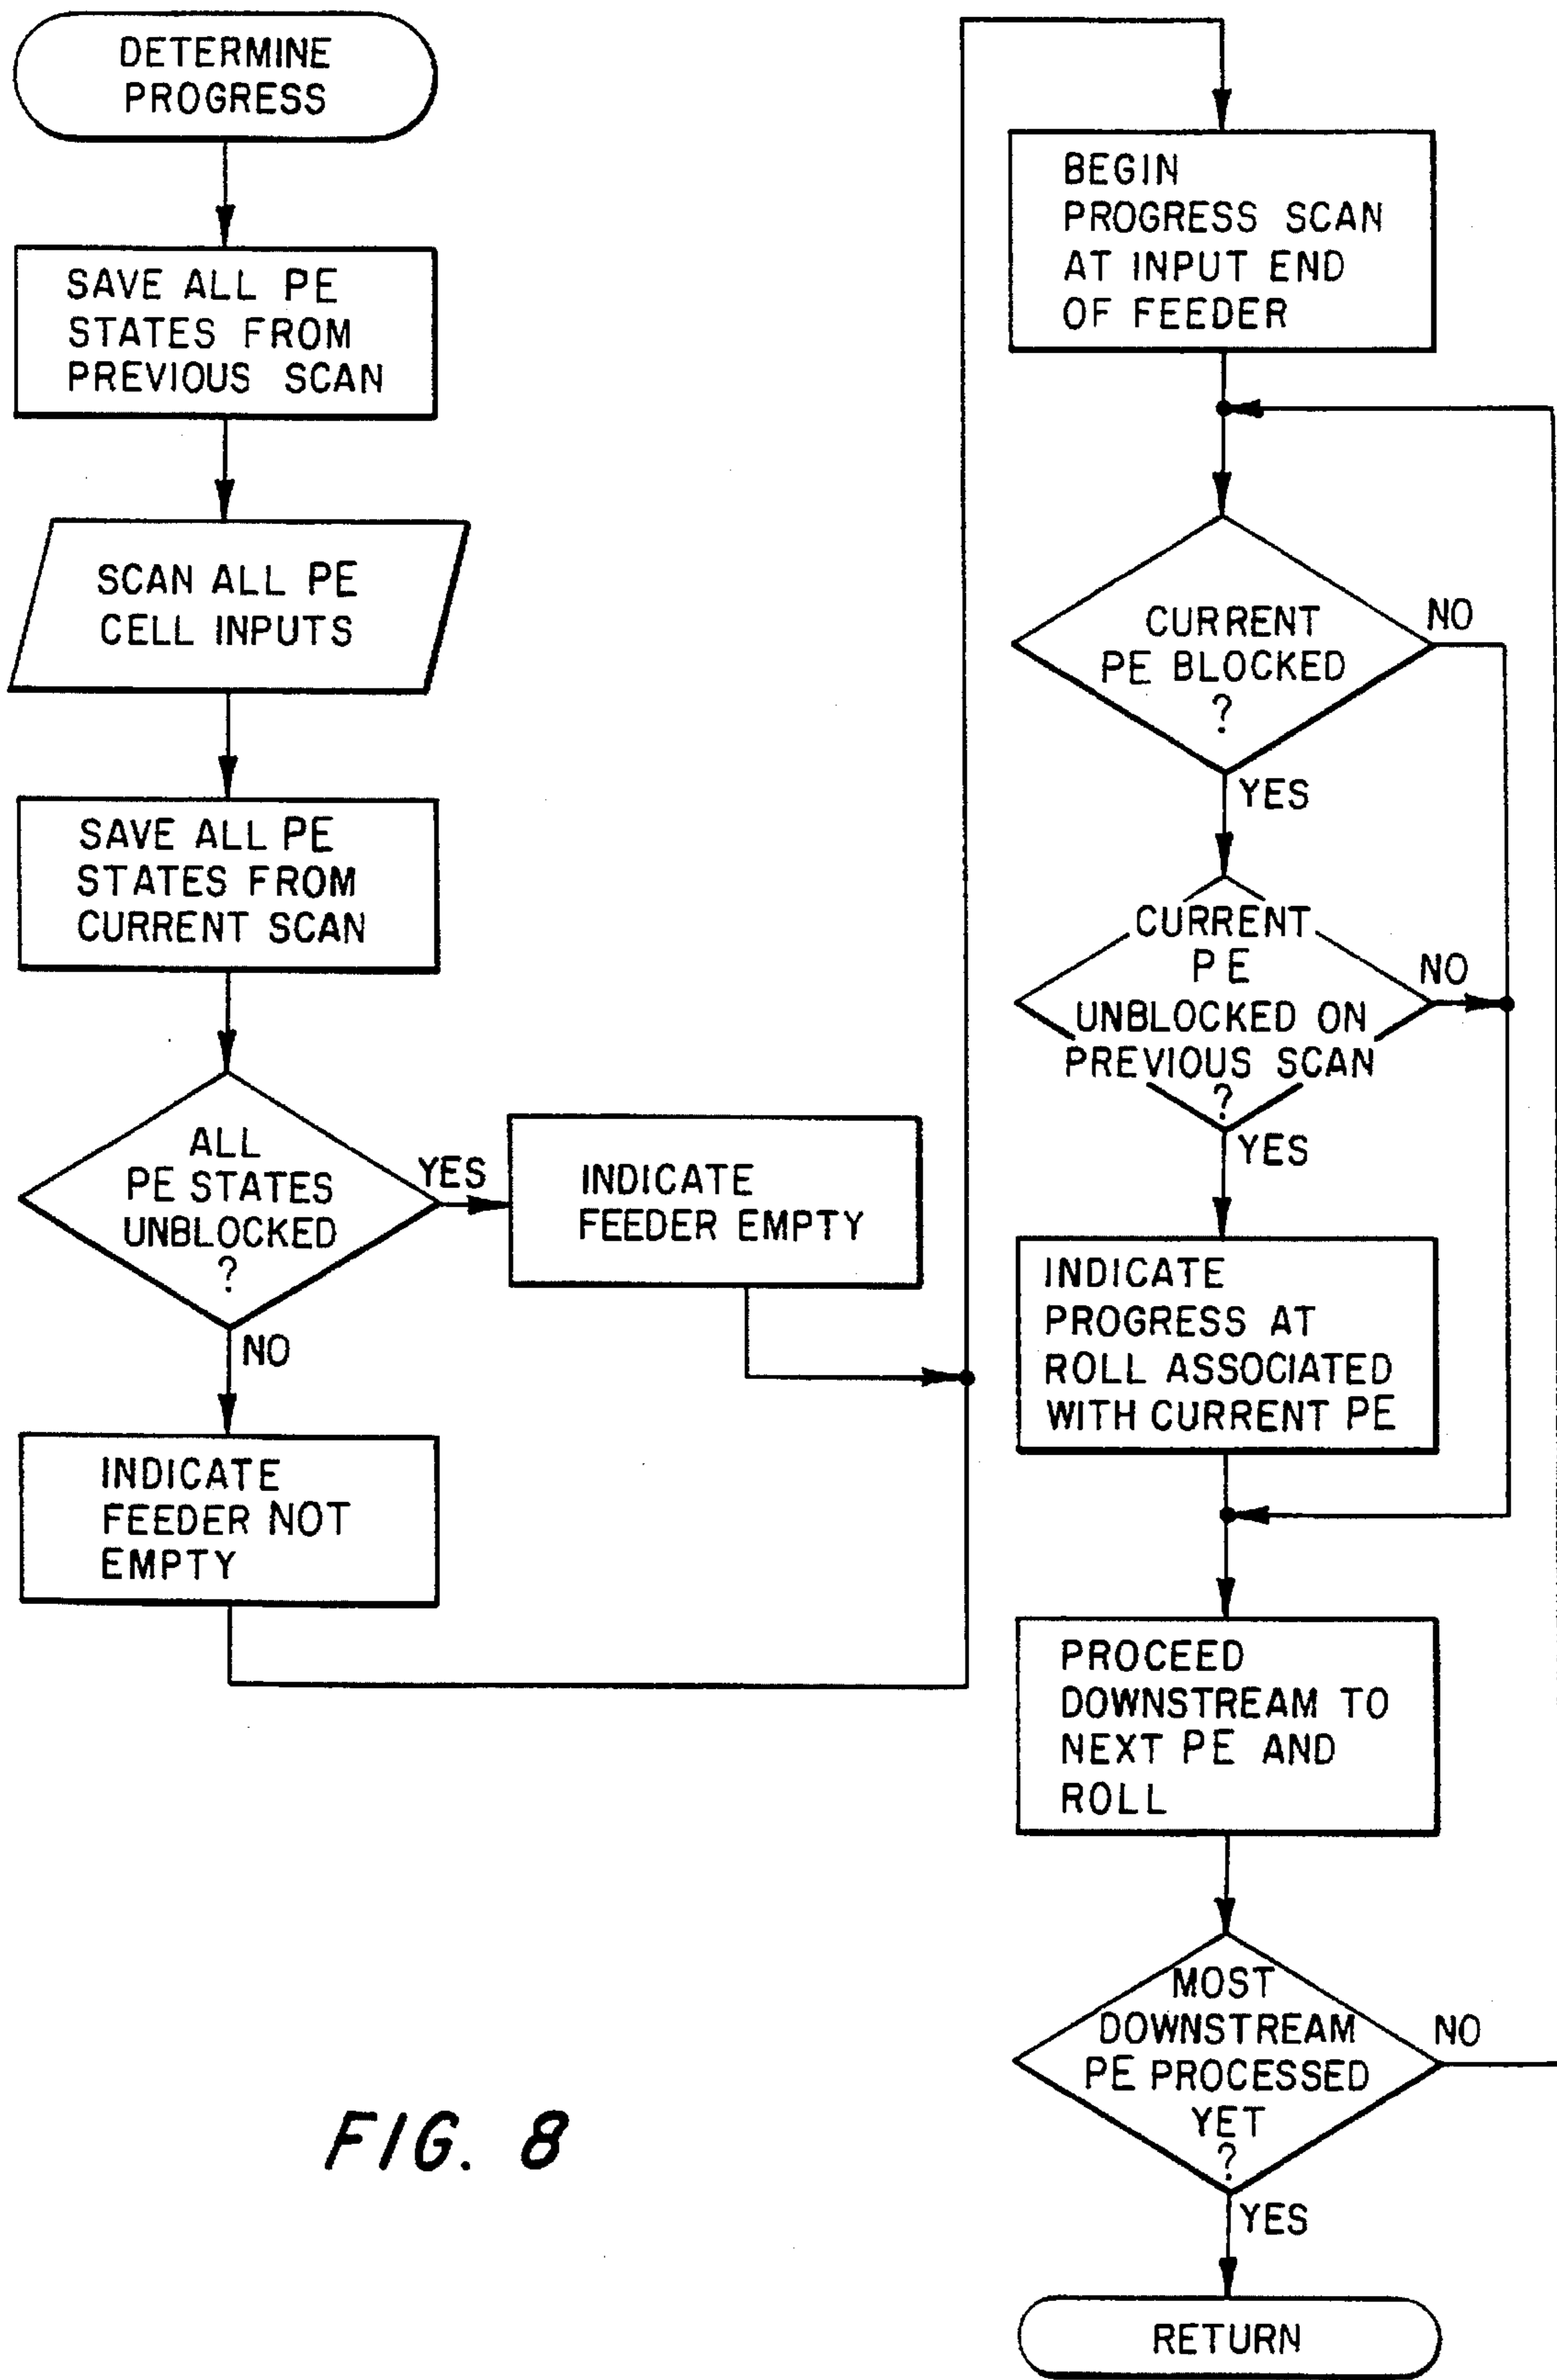 DETERMINE
PROGRESS
SAVE ALL PE
STATES FROM
PREVIOUS SCAN
SCAN ALL PE
CELL INPUTS
SAVE ALL PE
STATES FROM
CURRENT SCAN
ALL
PE STATES
UNBLOCKED
?
YES
NO
INDICATE
FEEDER EMPTY
INDICATE
FEEDER NOT
EMPTY
BEGIN
PROGRESS SCAN
AT INPUT END
OF FEEDER
CURRENT
PE BLOCKED
?
NO
YES
CURRENT
PE
UNBLOCKED ON
PREVIOUS SCAN
?
NO
YES
INDICATE
PROGRESS AT
ROLL ASSOCIATED
WITH CURRENT PE
PROCEED
DOWNSTREAM TO
NEXT PE AND
ROLL
MOST
DOWNSTREAM
PE PROCESSED
YET
?
NO
YES
RETURN
FIG. 8